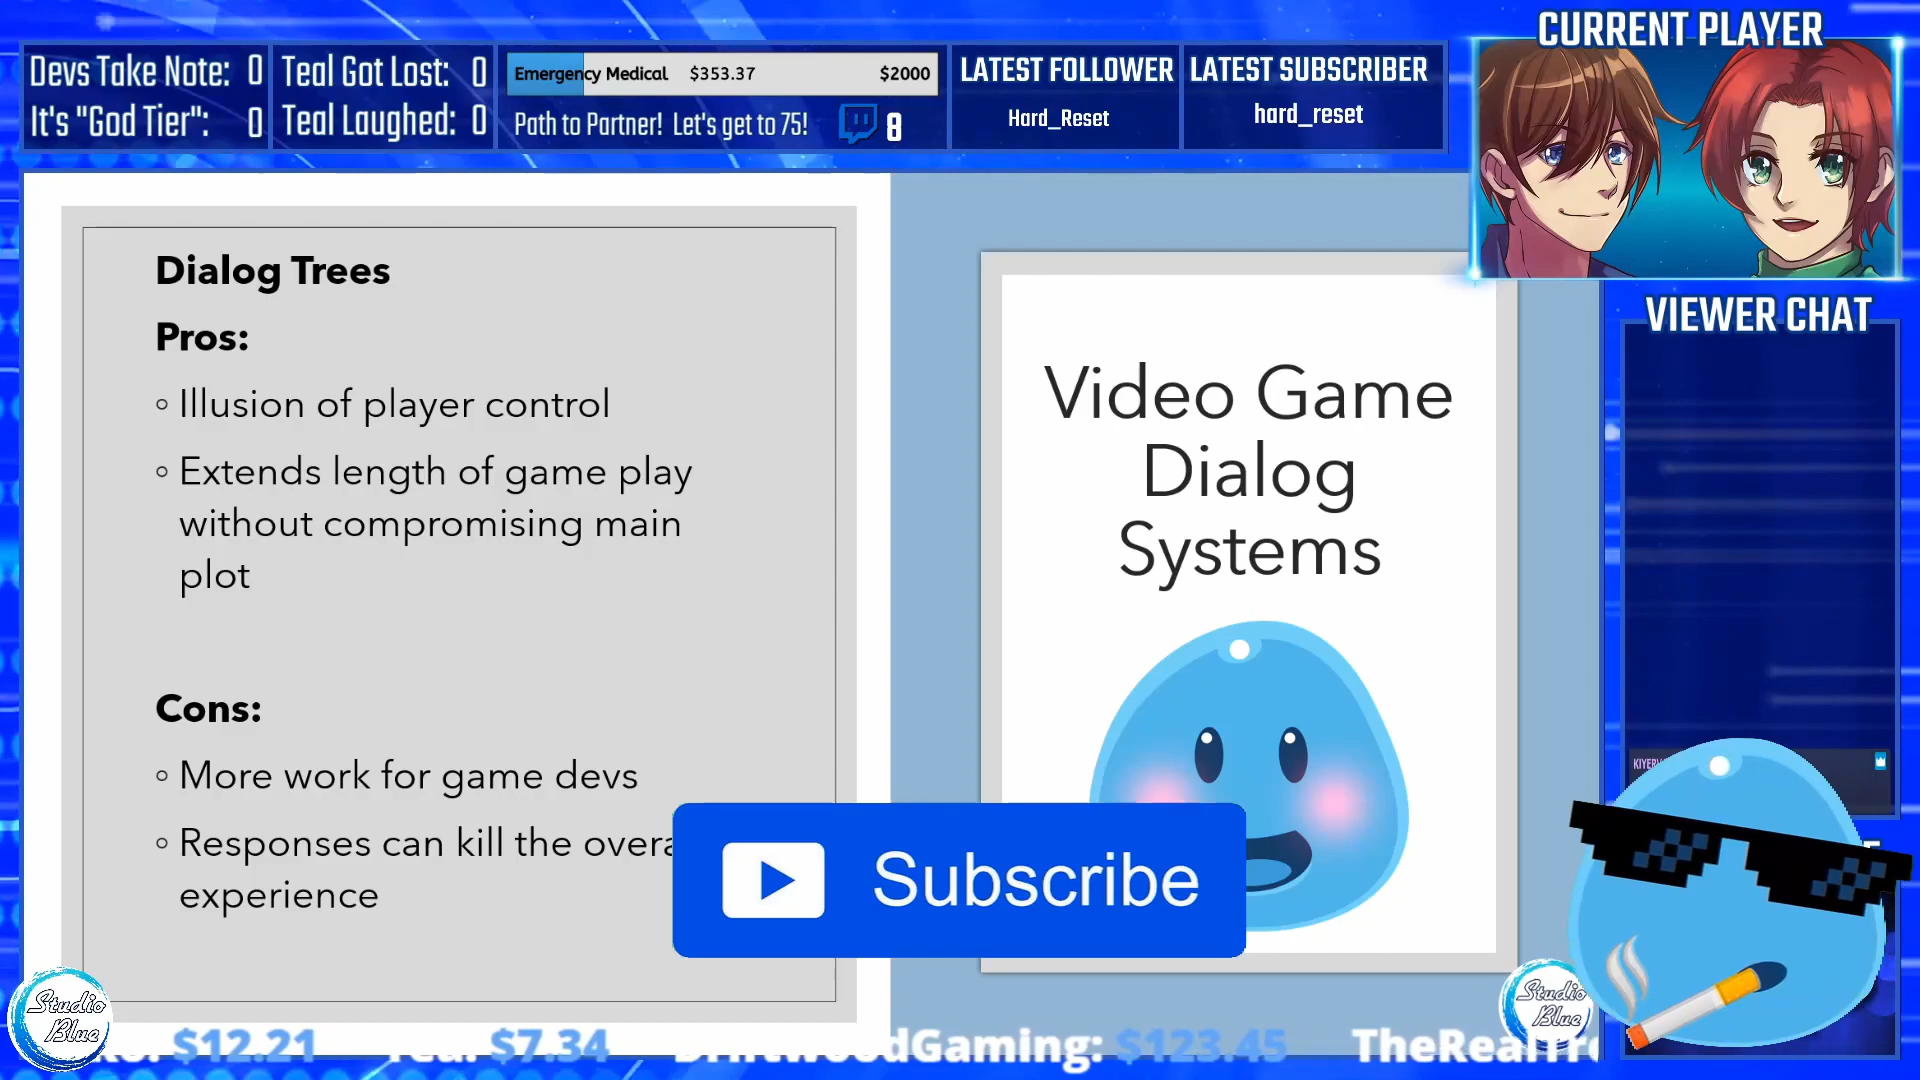 CURRENT PLAYER
Devs Take Note: 0
It's "God Tier": 0
Teal Got Lost: 0
Teal Laughed: 0
Emergency Medical $353.37 $2000
Path to Partner! Let's get to 75! 8
LATEST FOLLOWER
Hard_Reset
LATEST SUBSCRIBER
hard_reset
VIEWER CHAT
Dialog Trees
Pros:
Illusion of player control
Extends length of game play
without compromising main
plot
Cons:
More work for game devs
Responses can kill the
experience
Video Game
Dialog
Systems
Subscribe
Studio
Blue
Studio
Blue
$12.21 $7.34 DriftwoodGaming: $123.45